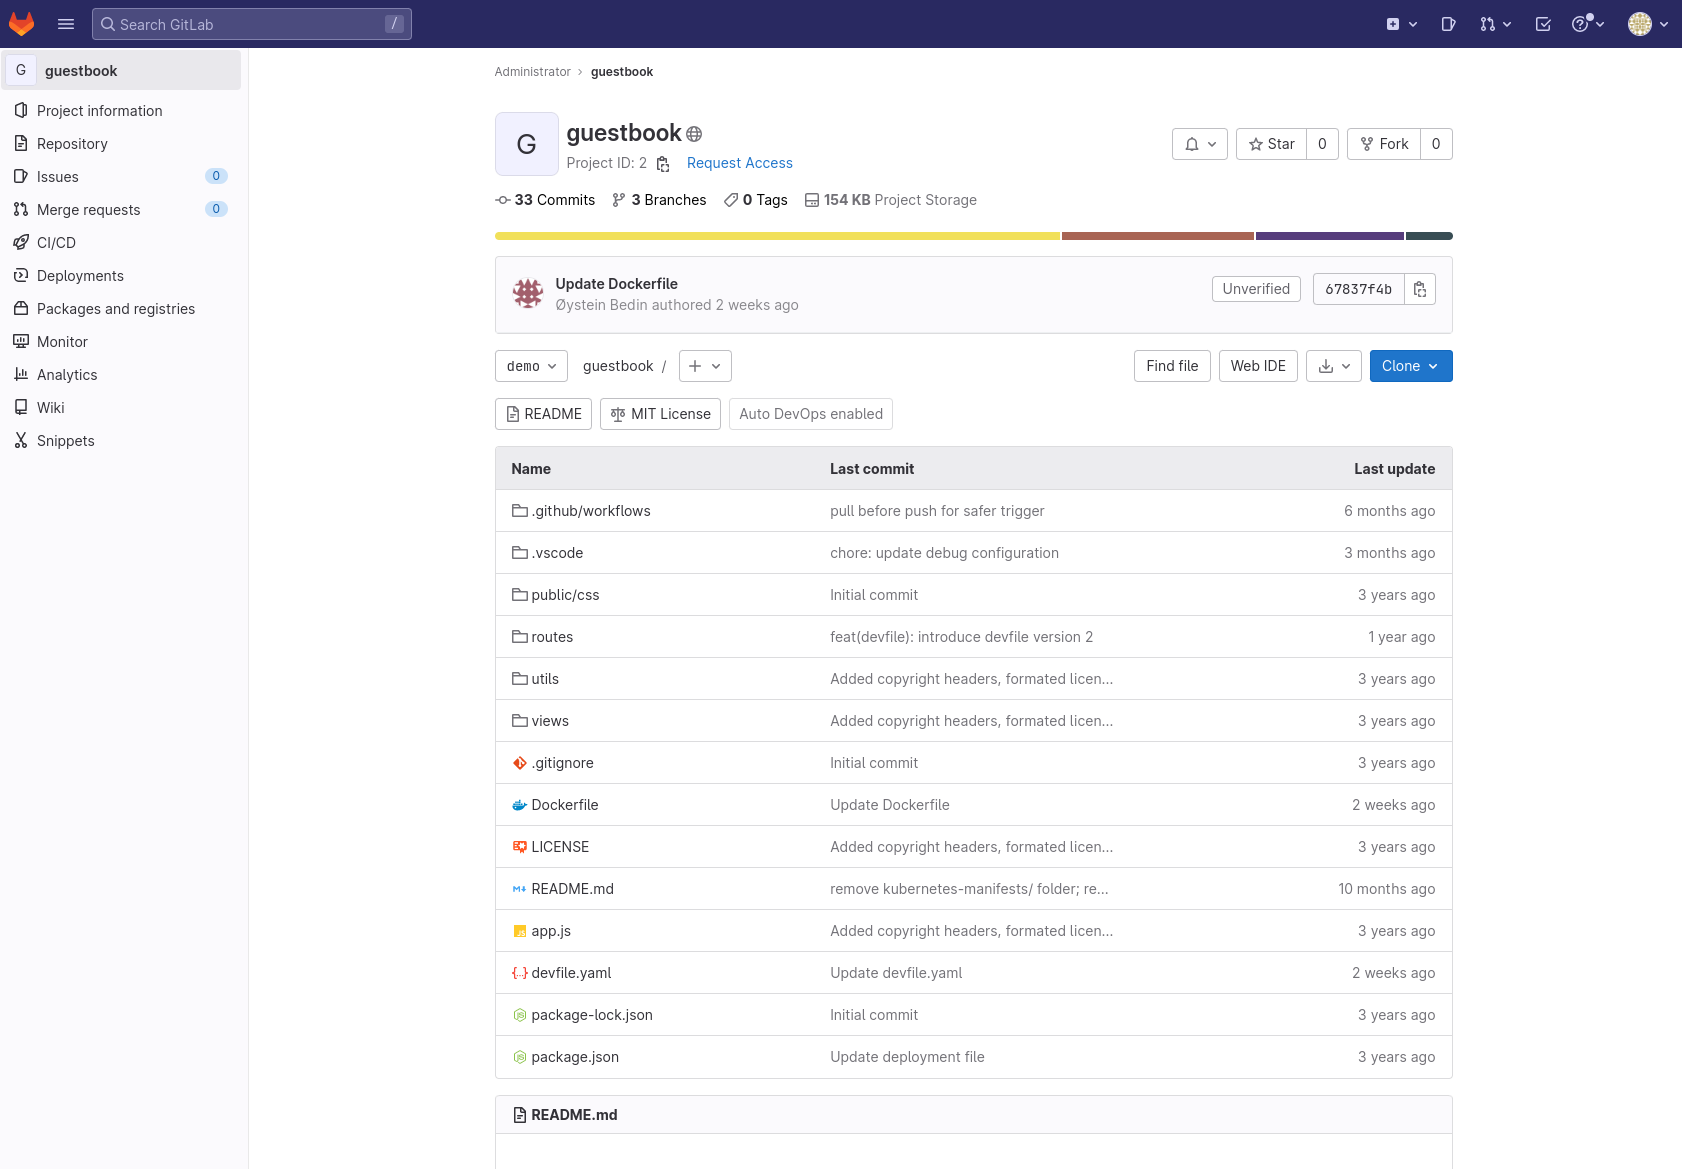 Search GitLab /
G guestbook
Project information
Repository
Issues 0
Merge requests 0
CI/CD
Deployments
Packages and registries
Monitor
Analytics
Wiki
Snippets
Administrator › guestbook
G
guestbook
Project ID: 2 Request Access
Star 0 Fork 0
33 Commits 3 Branches 0 Tags 154 KB Project Storage
Update Dockerfile
Øystein Bedin authored 2 weeks ago
Unverified 67837f4b
demo guestbook / Find file Web IDE Clone
README MIT License Auto DevOps enabled
Name Last commit Last update
.github/workflows pull before push for safer trigger 6 months ago
.vscode chore: update debug configuration 3 months ago
public/css Initial commit 3 years ago
routes feat(devfile): introduce devfile version 2 1 year ago
utils Added copyright headers, formated licen... 3 years ago
views Added copyright headers, formated licen... 3 years ago
.gitignore Initial commit 3 years ago
Dockerfile Update Dockerfile 2 weeks ago
LICENSE Added copyright headers, formated licen... 3 years ago
README.md remove kubernetes-manifests/ folder; re... 10 months ago
app.js Added copyright headers, formated licen... 3 years ago
devfile.yaml Update devfile.yaml 2 weeks ago
package-lock.json Initial commit 3 years ago
package.json Update deployment file 3 years ago
README.md